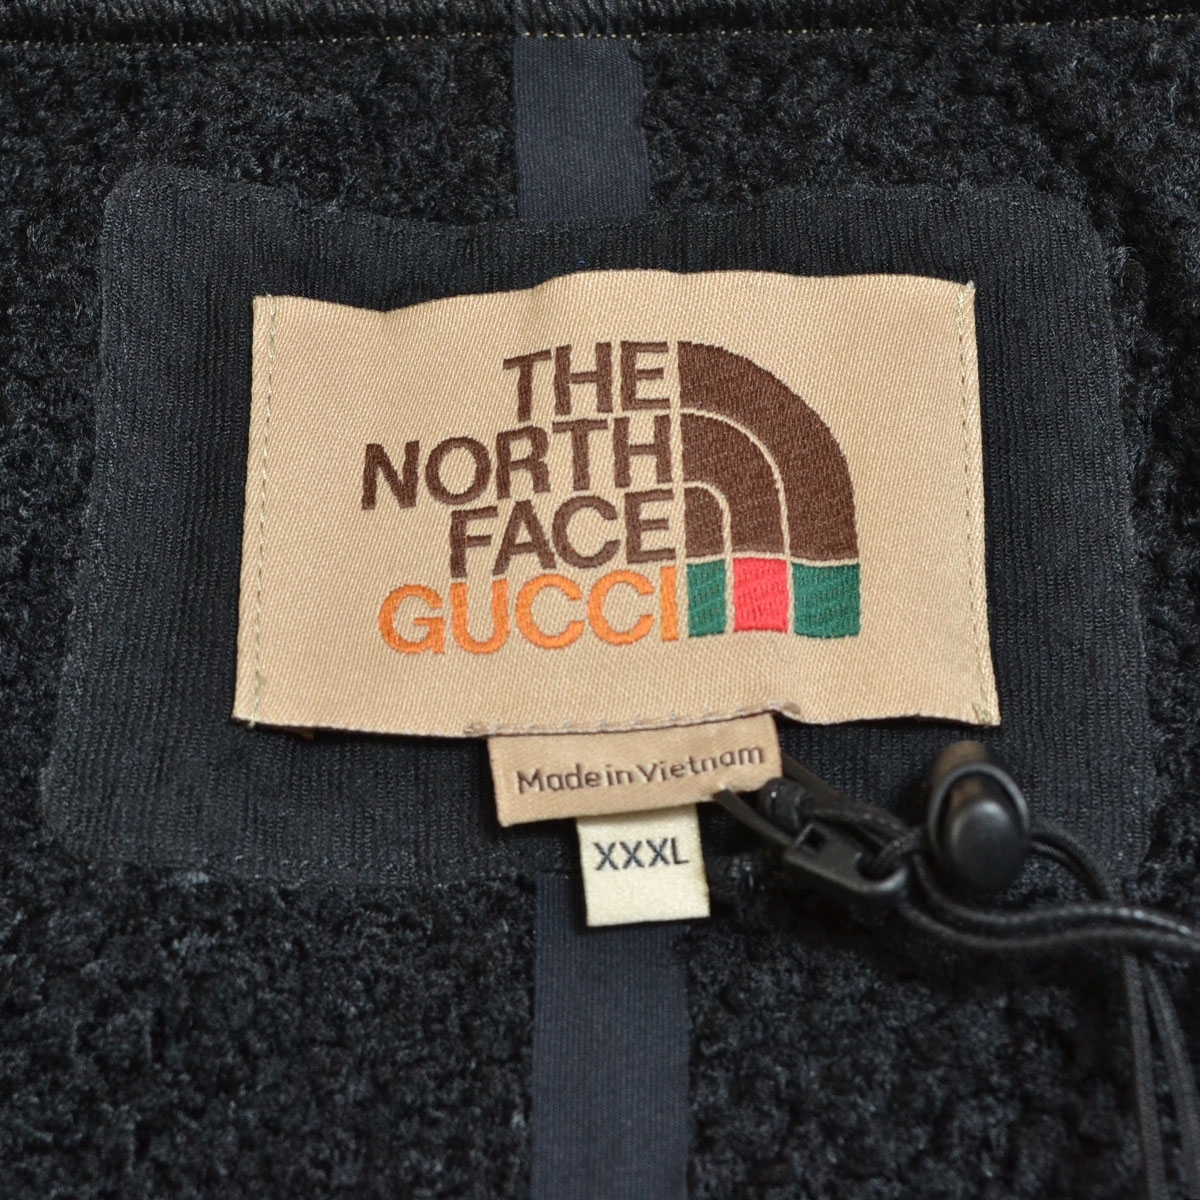 THE
NORTH
FACE
GUCCI
Made in Vietnam
XXXL